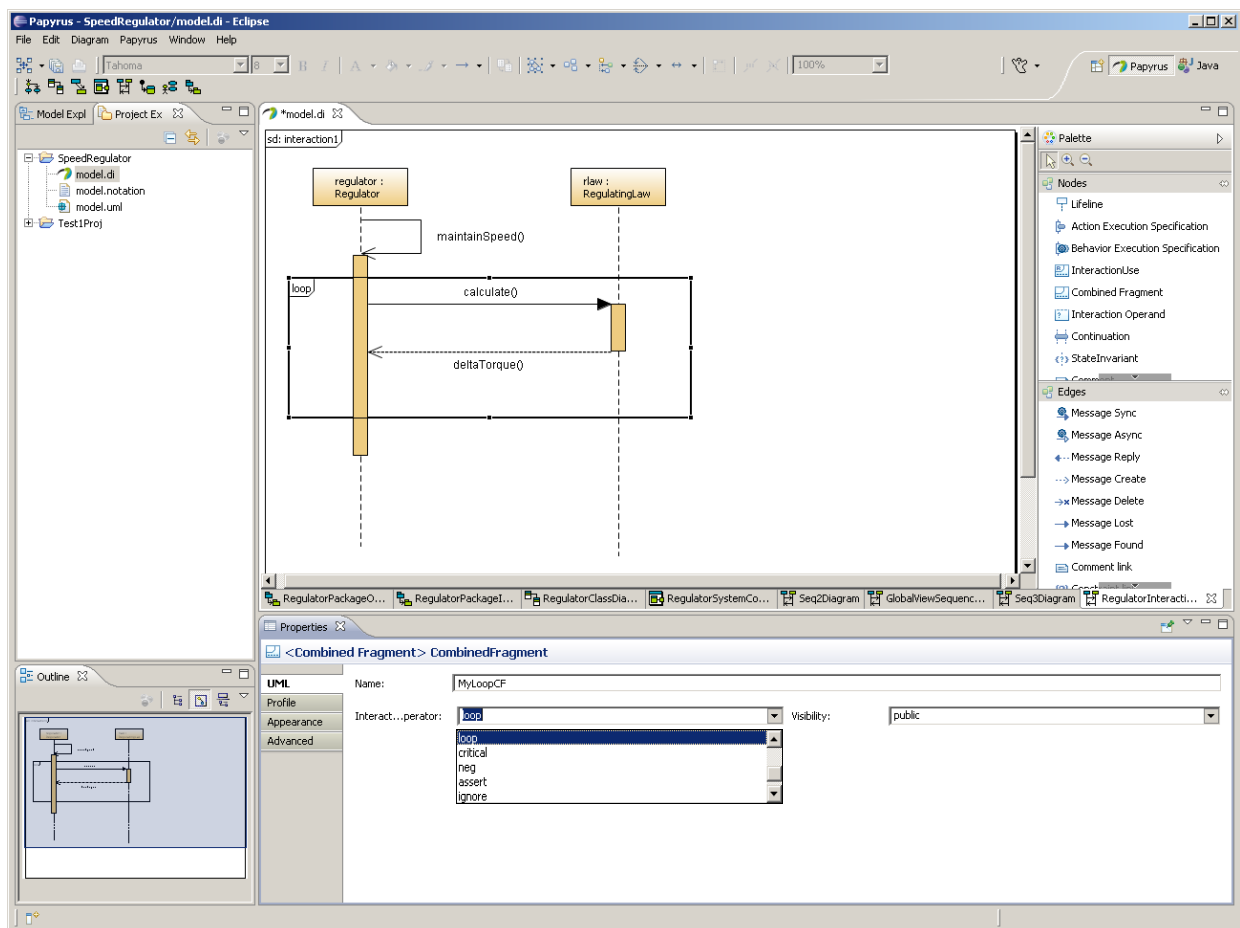 Papyrus - SpeedRegulator/model.di - Eclipse
File Edit Diagram Papyrus Window Help
Tahoma 8 B I A 100% Papyrus Java
Model Expl Project Ex
SpeedRegulator
model.di
model.notation
model.uml
Test1Proj
*model.di
sd: interaction1
regulator :
Regulator
rlaw :
RegulatingLaw
maintainSpeed()
loop
calculate()
deltaTorque()
Palette
Nodes
Lifeline
Action Execution Specification
Behavior Execution Specification
InteractionUse
Combined Fragment
Interaction Operand
Continuation
StateInvariant
Edges
Message Sync
Message Async
Message Reply
Message Create
Message Delete
Message Lost
Message Found
Comment link
RegulatorPackageO... RegulatorPackageI... RegulatorClassDia... RegulatorSystemCo... Seq2Diagram GlobalViewSequenc... Seq3Diagram RegulatorInteracti...
Properties
<Combined Fragment> CombinedFragment
UML
Profile
Appearance
Advanced
Name: MyLoopCF
Interact...perator: loop Visibility: public
loop
critical
neg
assert
ignore
Outline